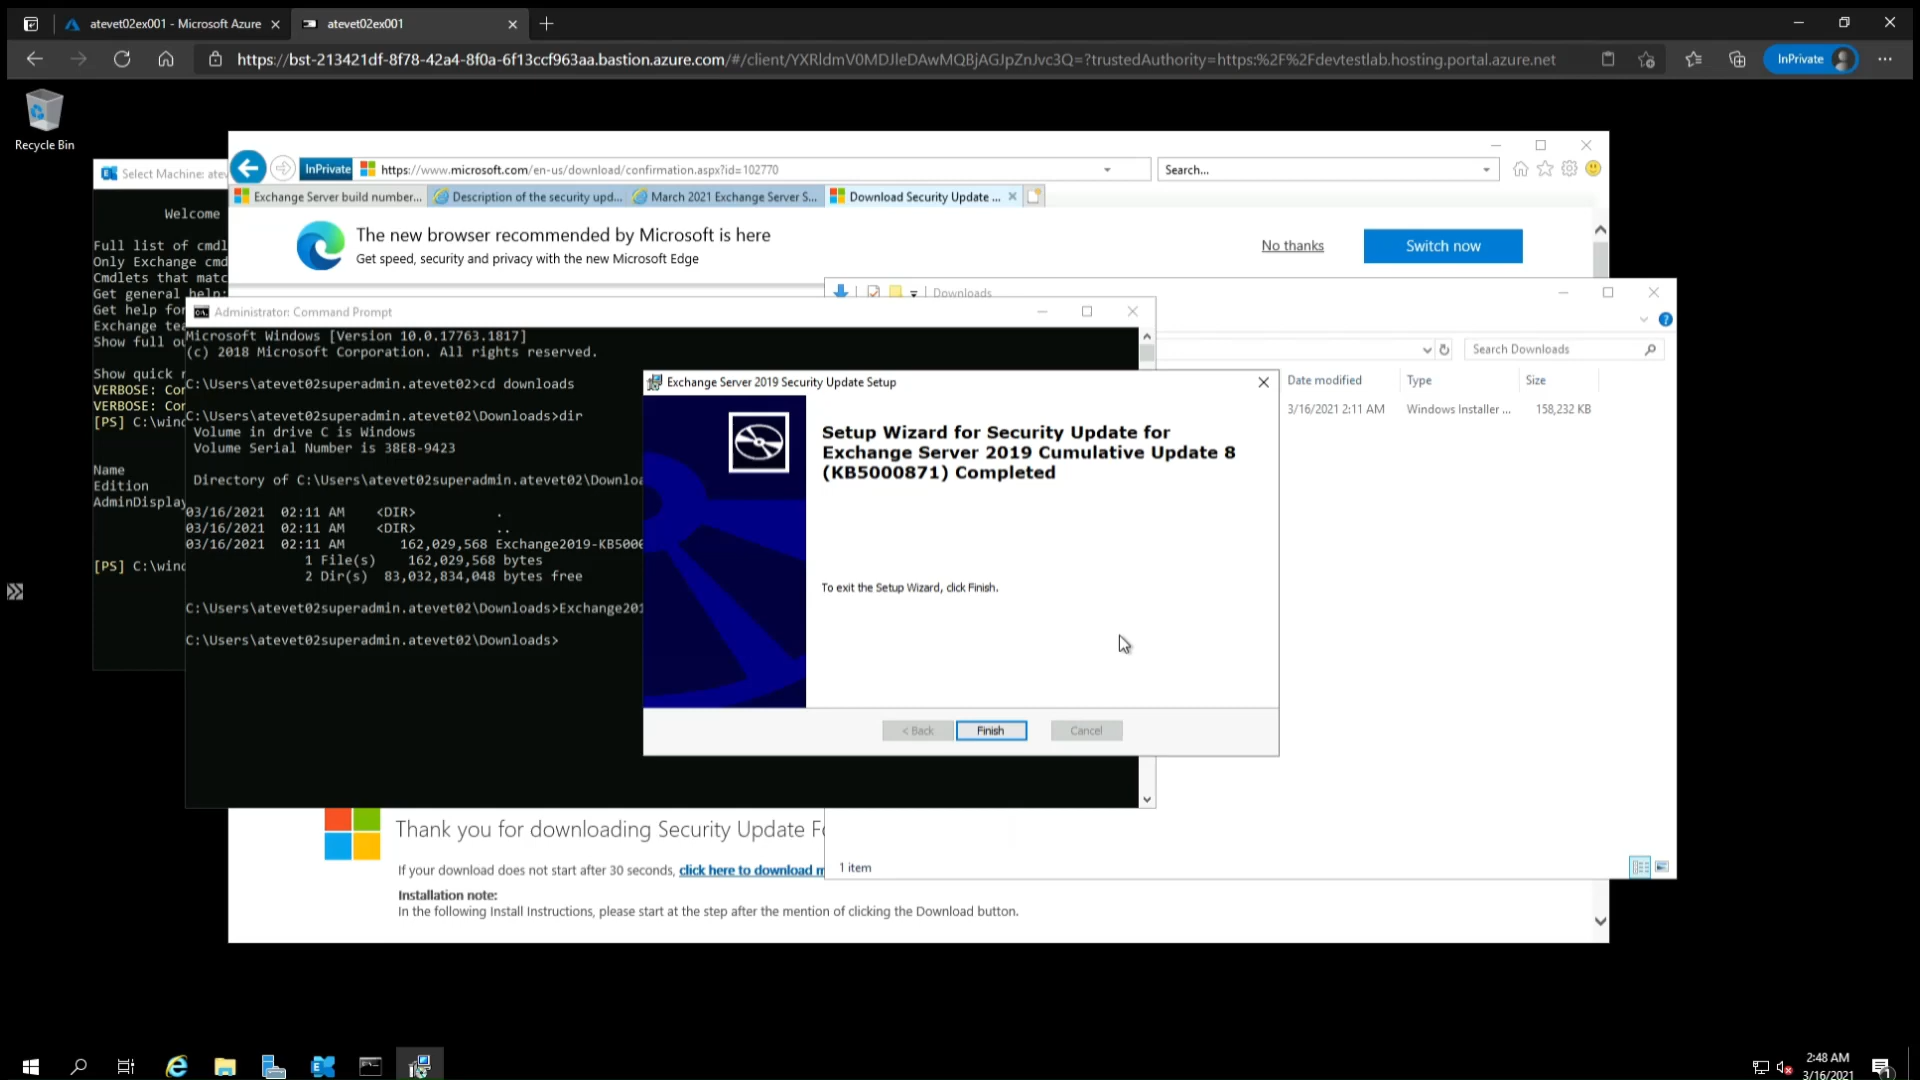 atevet02ex001 - Microsoft Azure
atevet02ex001
https://bst-213421df-8f78-42a4-8f0a-6f13ccf963aa.bastion.azure.com/#/client/YXRldmV0MDJleDAwMQBjAGJpZnJvc3Q=?trustedAuthority=https:%2F%2Fdevtestlab.hosting.portal.azure.net
InPrivate
Recycle Bin
Select Machine: atev
Welcome
Full list of cmdl
Only Exchange cmd
Cmdlets that matc
Get general help:
Get help for
Exchange tea
Show full ou
Show quick r
VERBOSE: Con
VERBOSE: Con
[PS] C:\wind
Name
Edition
AdminDisplay
[PS] C:\wind
InPrivate
https://www.microsoft.com/en-us/download/confirmation.aspx?id=102770
Search...
Exchange Server build number...
Description of the security upd...
March 2021 Exchange Server S...
Download Security Update ...
The new browser recommended by Microsoft is here
Get speed, security and privacy with the new Microsoft Edge
No thanks
Switch now
Downloads
Search Downloads
Date modified
Type
Size
3/16/2021 2:11 AM
Windows Installer ...
158,232 KB
1 item
Administrator: Command Prompt
Microsoft Windows [Version 10.0.17763.1817]
(c) 2018 Microsoft Corporation. All rights reserved.
C:\Users\atevet02superadmin.atevet02>cd downloads
C:\Users\atevet02superadmin.atevet02\Downloads>dir
Volume in drive C is Windows
Volume Serial Number is 38E8-9423
Directory of C:\Users\atevet02superadmin.atevet02\Downloa
03/16/2021 02:11 AM <DIR> .
03/16/2021 02:11 AM <DIR> ..
03/16/2021 02:11 AM 162,029,568 Exchange2019-KB5000
1 File(s) 162,029,568 bytes
2 Dir(s) 83,032,834,048 bytes free
C:\Users\atevet02superadmin.atevet02\Downloads>Exchange201
C:\Users\atevet02superadmin.atevet02\Downloads>
Exchange Server 2019 Security Update Setup
Setup Wizard for Security Update for
Exchange Server 2019 Cumulative Update 8
(KB5000871) Completed
To exit the Setup Wizard, click Finish.
< Back
Finish
Cancel
Thank you for downloading Security Update Fo
If your download does not start after 30 seconds, click here to download m
Installation note:
In the following Install Instructions, please start at the step after the mention of clicking the Download button.
2:48 AM
3/16/2021
1